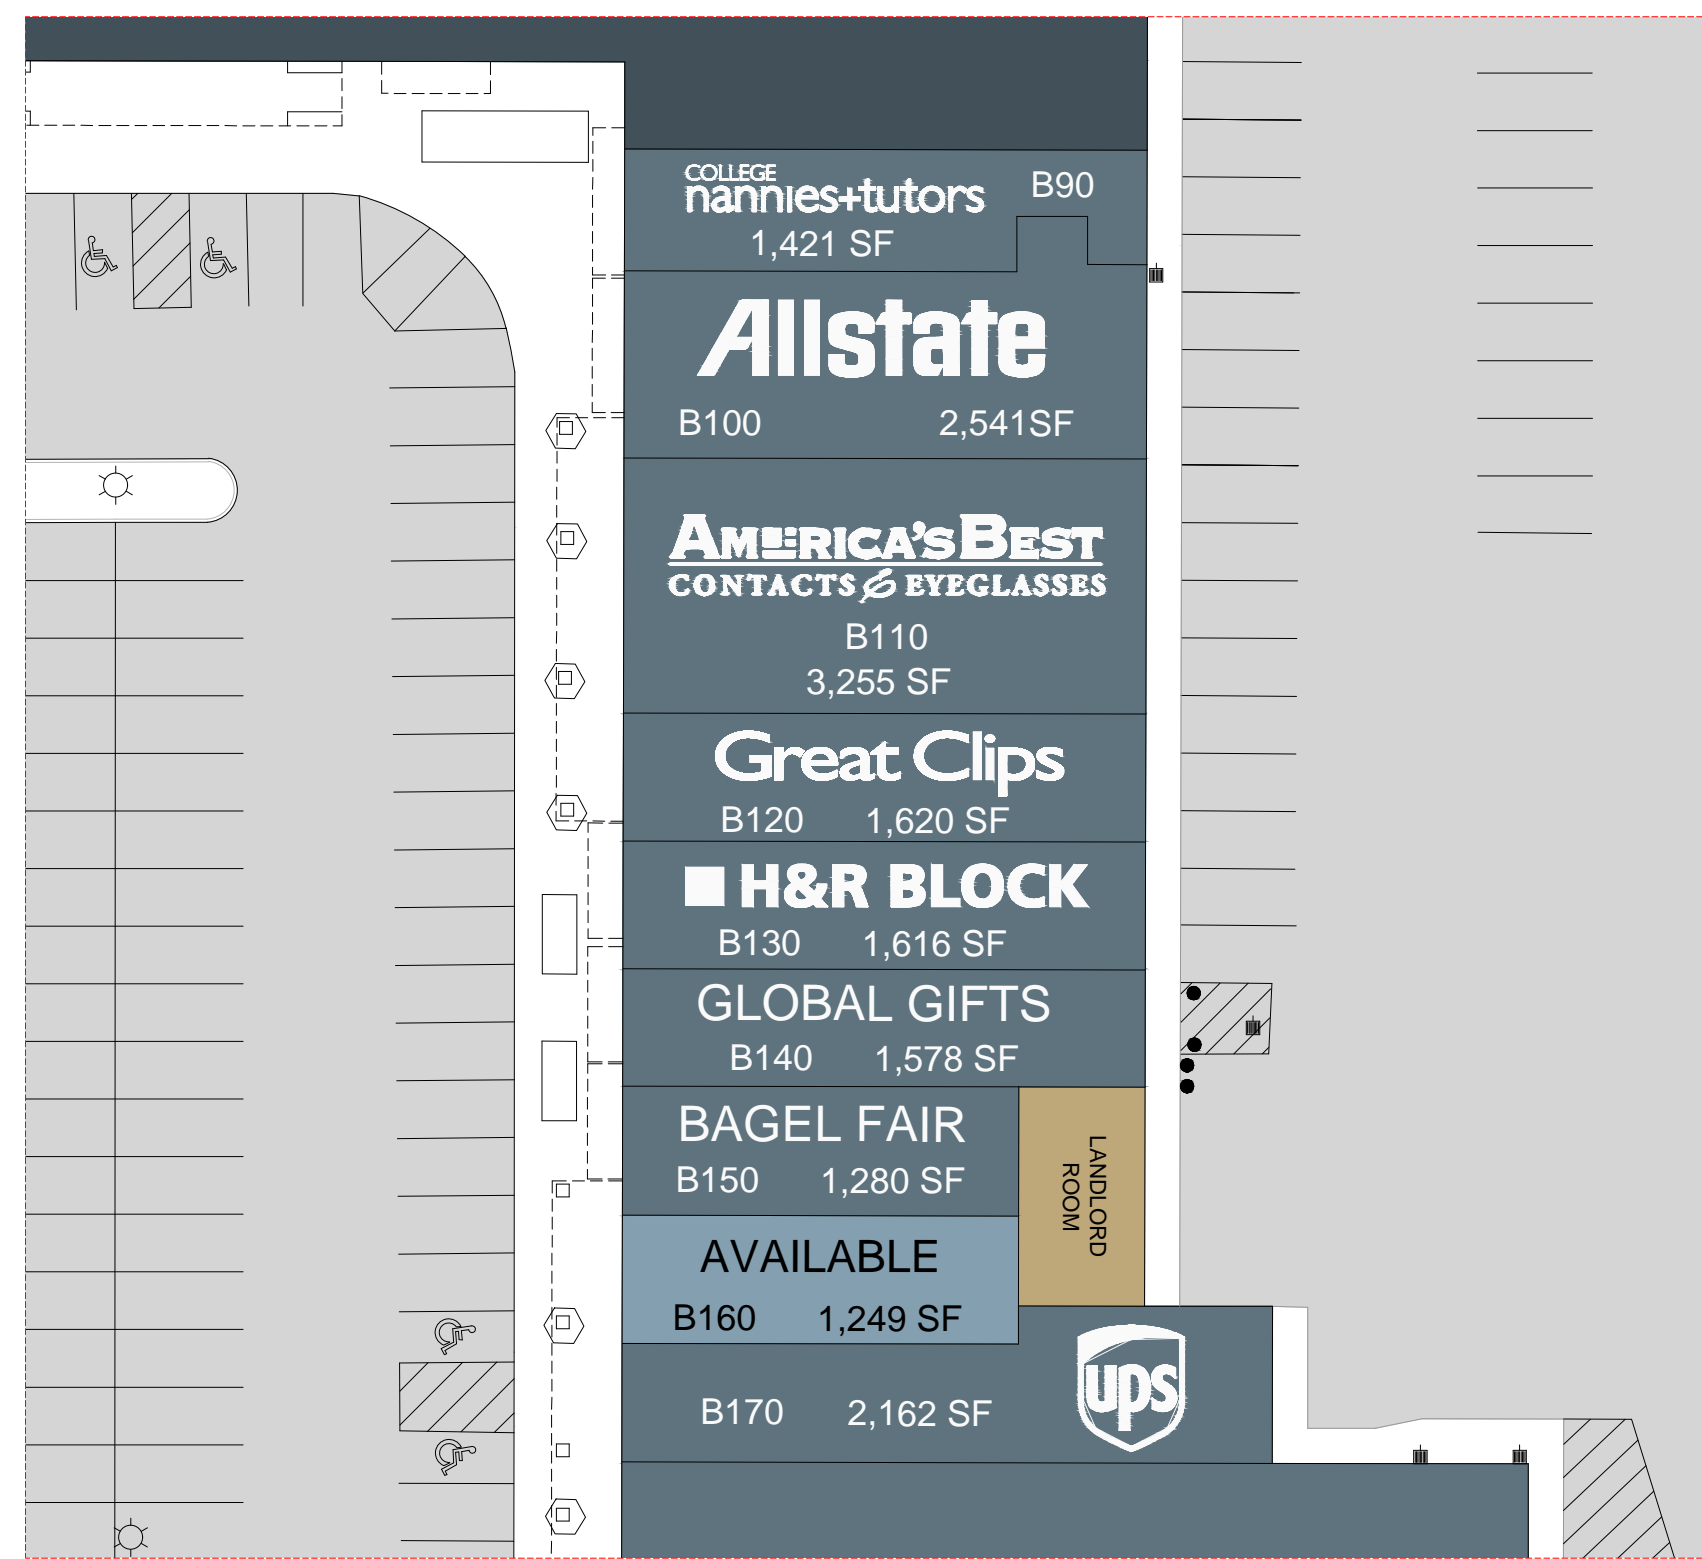 COLLEGE
nannies+tutors
B90
1,421 SF
Allstate
B100 2,541SF
AMERICA'S BEST
CONTACTS & EYEGLASSES
B110
3,255 SF
Great Clips
B120 1,620 SF
H&R BLOCK
B130 1,616 SF
GLOBAL GIFTS
B140 1,578 SF
BAGEL FAIR
B150 1,280 SF
LANDLORD
ROOM
AVAILABLE
B160 1,249 SF
ups
B170 2,162 SF